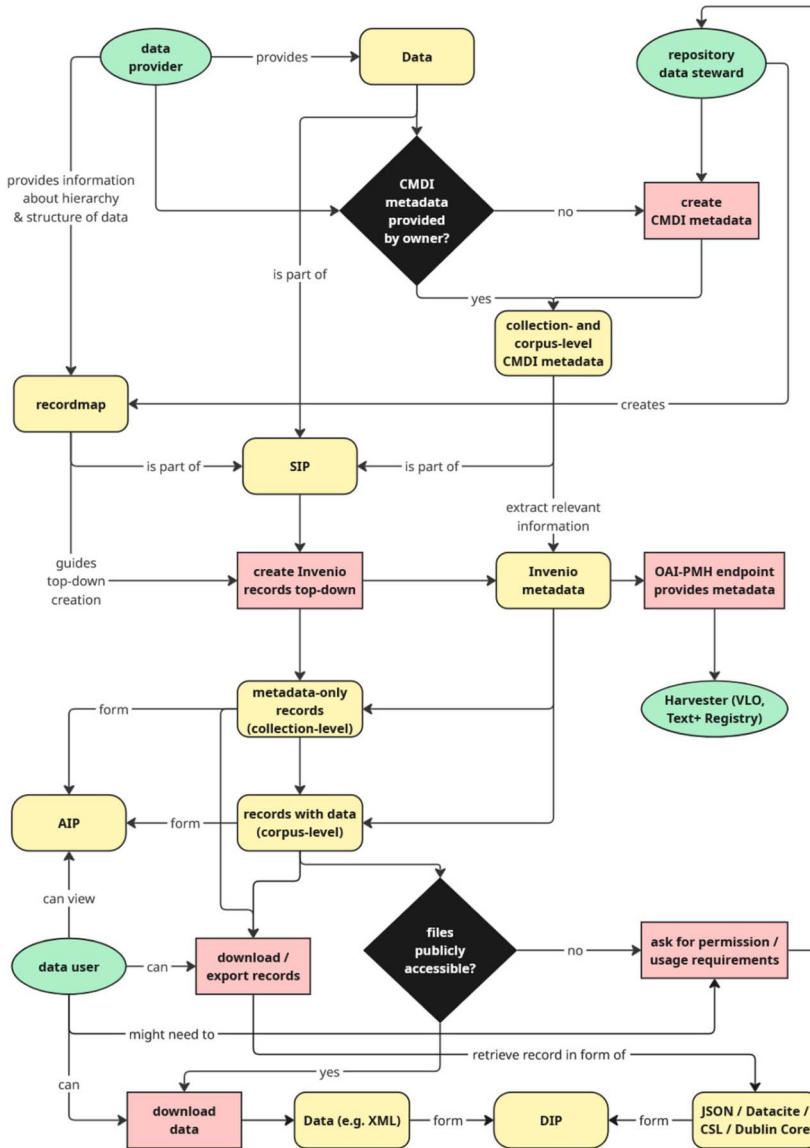 data
provider
provides
Data
repository
data steward
provides information
about hierarchy
& structure of data
CMDI
metadata
provided
by owner?
no
create
CMDI metadata
is part of
yes
collection- and
corpus-level
CMDI metadata
recordmap
creates
is part of
SIP
is part of
extract relevant
information
guides
top-down
creation
create Invenio
records top-down
Invenio
metadata
OAI-PMH endpoint
provides metadata
metadata-only
records
(collection-level)
form
Harvester (VLO,
Text+ Registry)
AIP
form
records with data
(corpus-level)
can view
files
publicly
accessible?
data user
can
download /
export records
no
ask for permission /
usage requirements
might need to
retrieve record in form of
yes
can
download
data
Data (e.g. XML)
form
DIP
form
JSON / Datacite /
CSL / Dublin Core